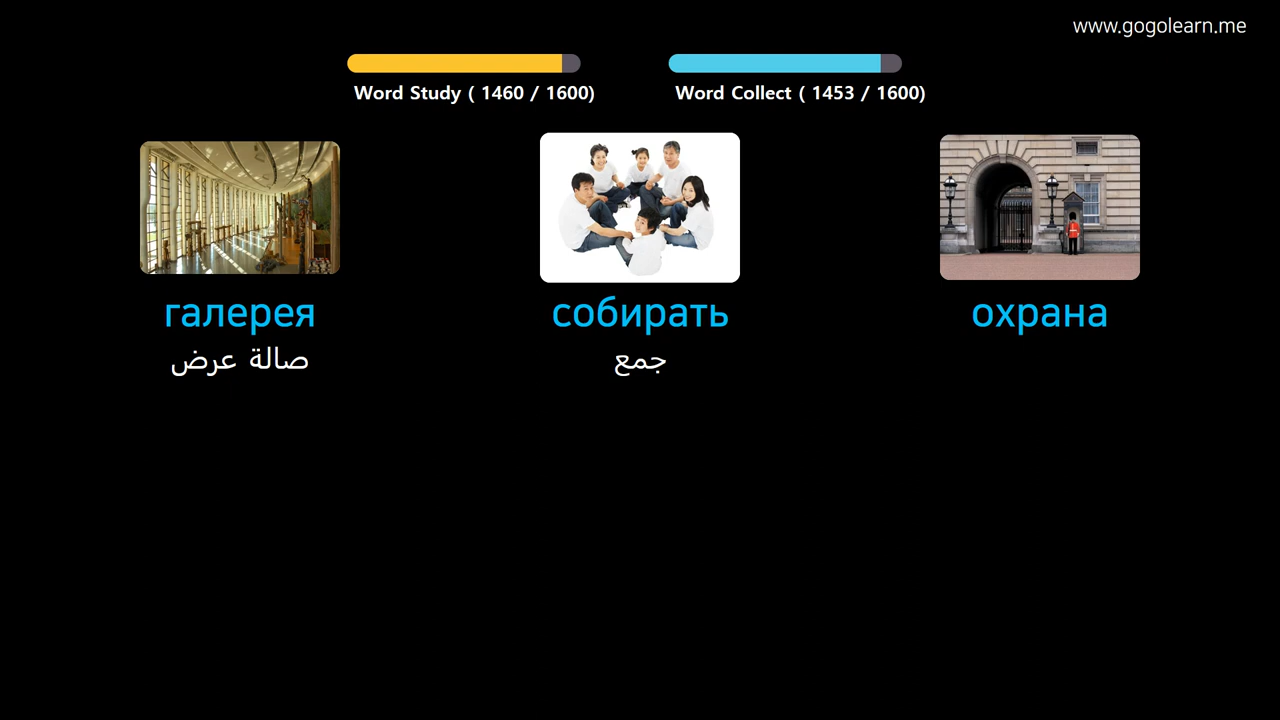 www.gogolearn.me
Word Study ( 1460 / 1600)
Word Collect ( 1453 / 1600)
галерея
собирать
охрана
صالة عرض
جمع